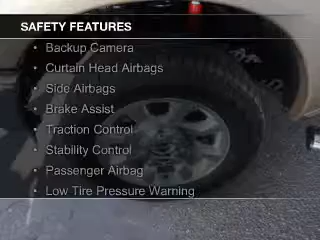 SAFETY FEATURES
• Backup Camera
• Curtain Head Airbags
• Side Airbags
• Brake Assist
• Traction Control
• Stability Control
• Passenger Airbag
• Low Tire Pressure Warning